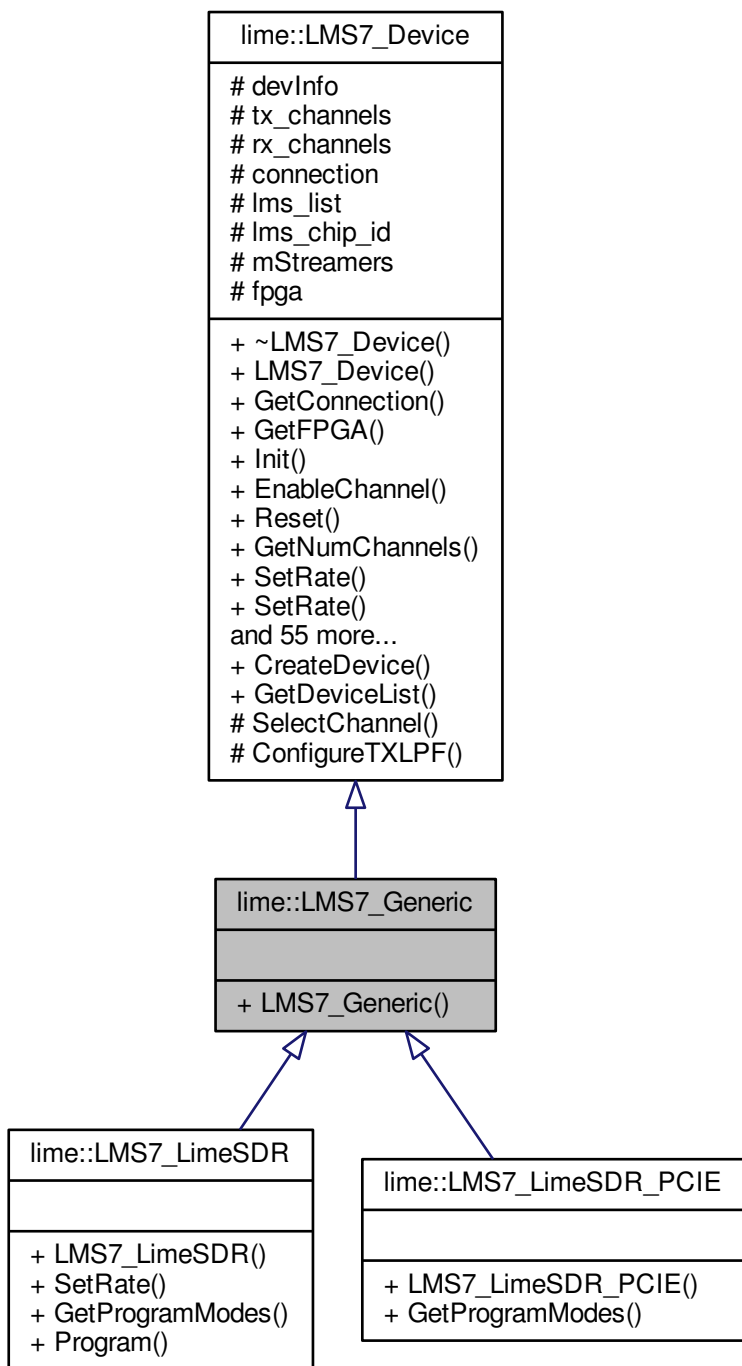 lime::LMS7_Device
# devInfo
# tx_channels
# rx_channels
# connection
# lms_list
# lms_chip_id
# mStreamers
# fpga
+ ~LMS7_Device()
+ LMS7_Device()
+ GetConnection()
+ GetFPGA()
+ Init()
+ EnableChannel()
+ Reset()
+ GetNumChannels()
+ SetRate()
+ SetRate()
and 55 more...
+ CreateDevice()
+ GetDeviceList()
# SelectChannel()
# ConfigureTXLPF()
lime::LMS7_Generic
+ LMS7_Generic()
lime::LMS7_LimeSDR
+ LMS7_LimeSDR()
+ SetRate()
+ GetProgramModes()
+ Program()
lime::LMS7_LimeSDR_PCIE
+ LMS7_LimeSDR_PCIE()
+ GetProgramModes()